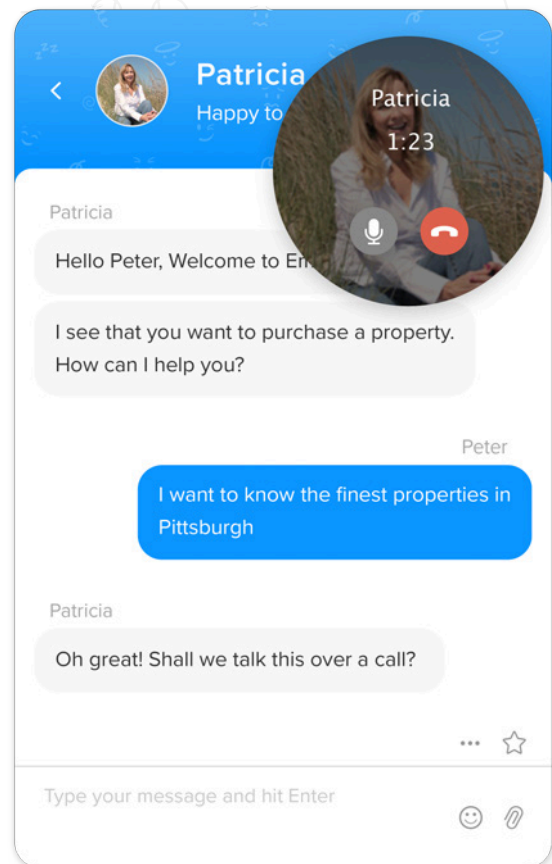 Patricia
Happy to
Patricia
1:23
Patricia
Hello Peter, Welcome to
I see that you want to purchase a property.
How can I help you?
Peter
I want to know the finest properties in
Pittsburgh
Patricia
Oh great! Shall we talk this over a call?
Type your message and hit Enter